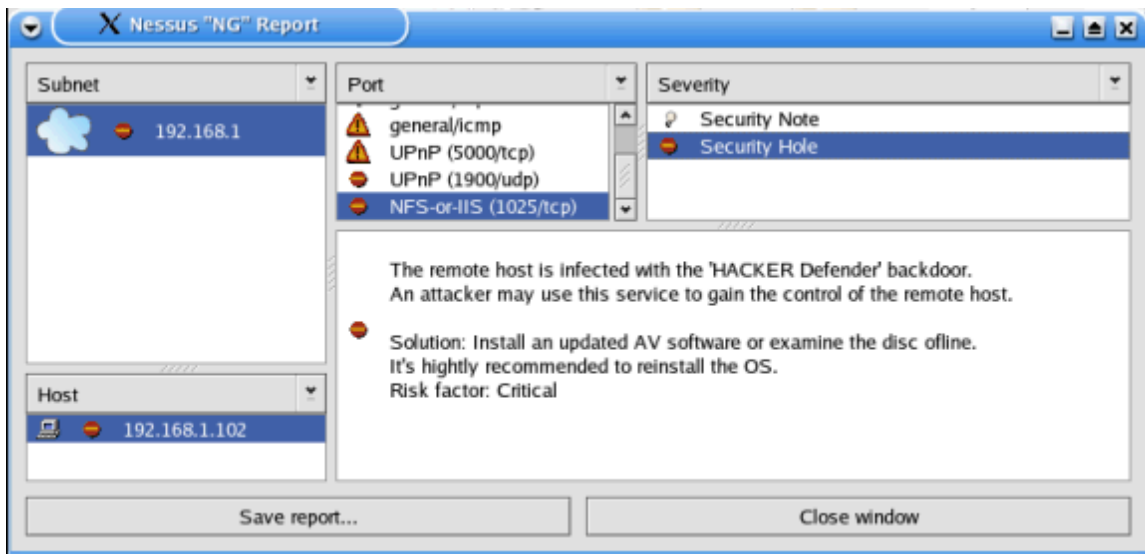 Nessus "NG" Report
Subnet
192.168.1
Host
192.168.1.102
Port
general/icmp
UPnP (5000/tcp)
UPnP (1900/udp)
NFS-or-IIS (1025/tcp)
Severity
Security Note
Security Hole
The remote host is infected with the 'HACKER Defender' backdoor.
An attacker may use this service to gain the control of the remote host.
Solution: Install an updated AV software or examine the disc ofline.
It's hightly recommended to reinstall the OS.
Risk factor: Critical
Save report...
Close window